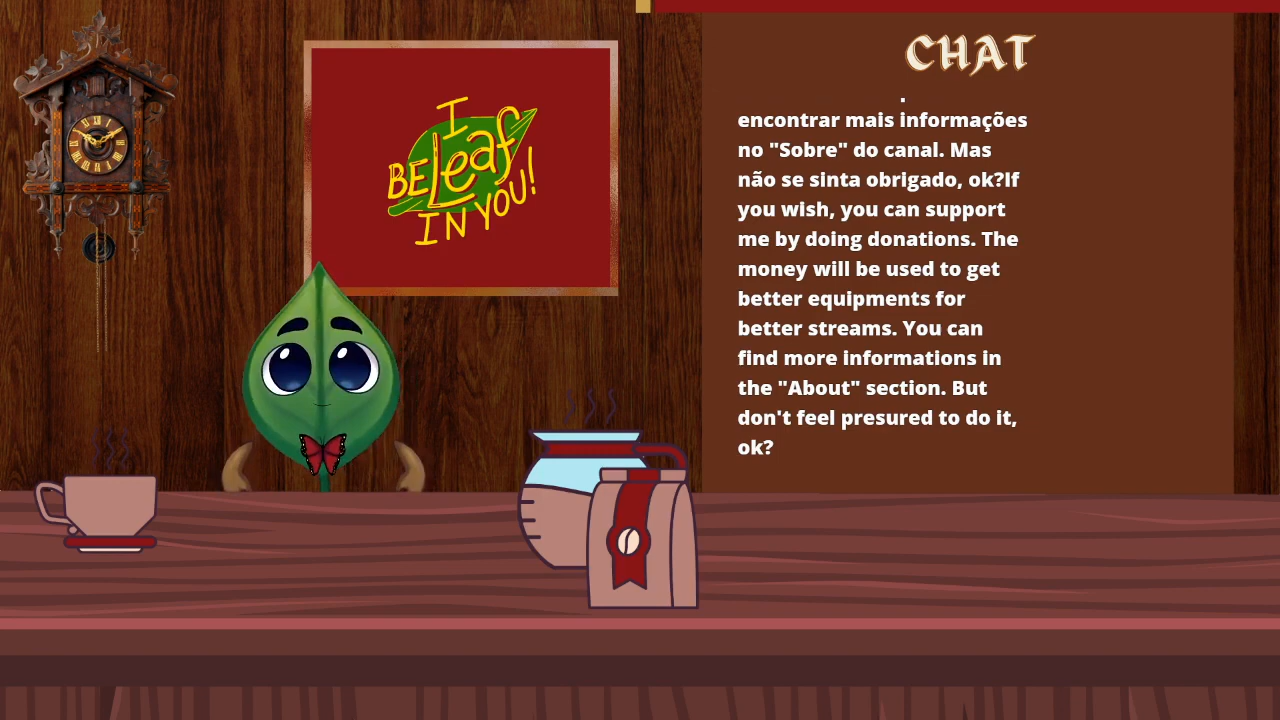 I
BELeaf
IN YOU!
CHAT
.
encontrar mais informações
no "Sobre" do canal. Mas
não se sinta obrigado, ok?If
you wish, you can support
me by doing donations. The
money will be used to get
better equipments for
better streams. You can
find more informations in
the "About" section. But
don't feel presured to do it,
ok?